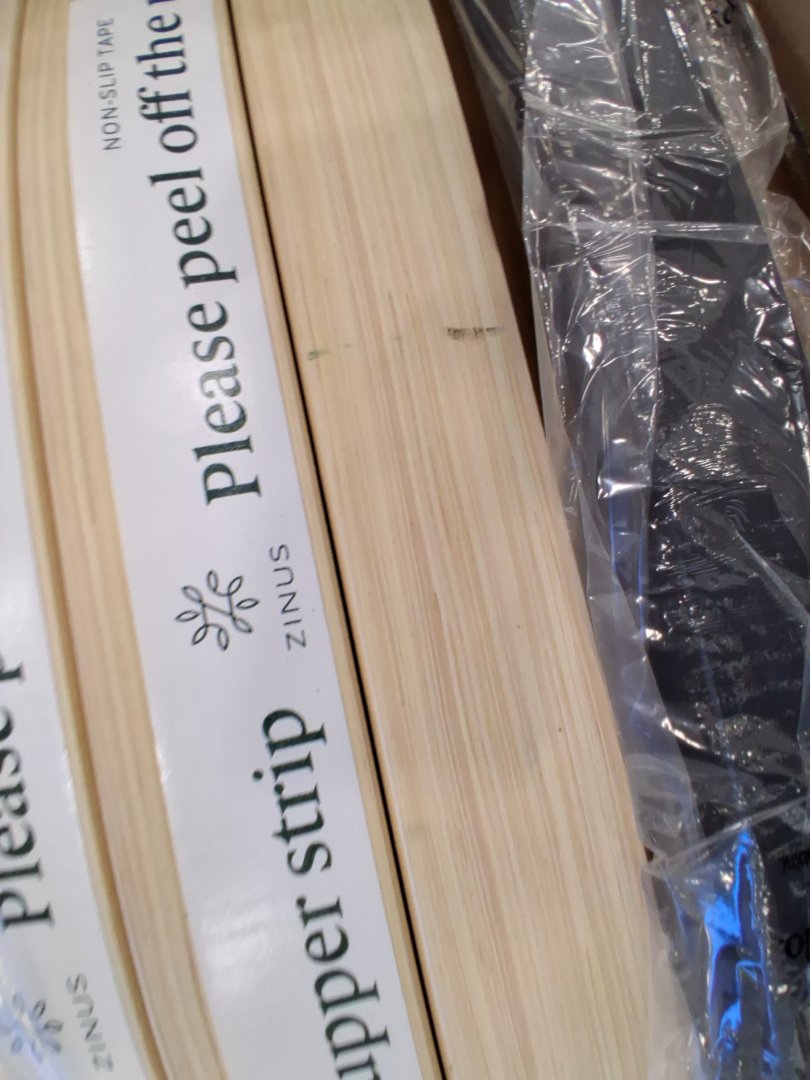 NON-SLIP TAPE
Please peel off the
ZINUS
upper strip
Please
ZINUS